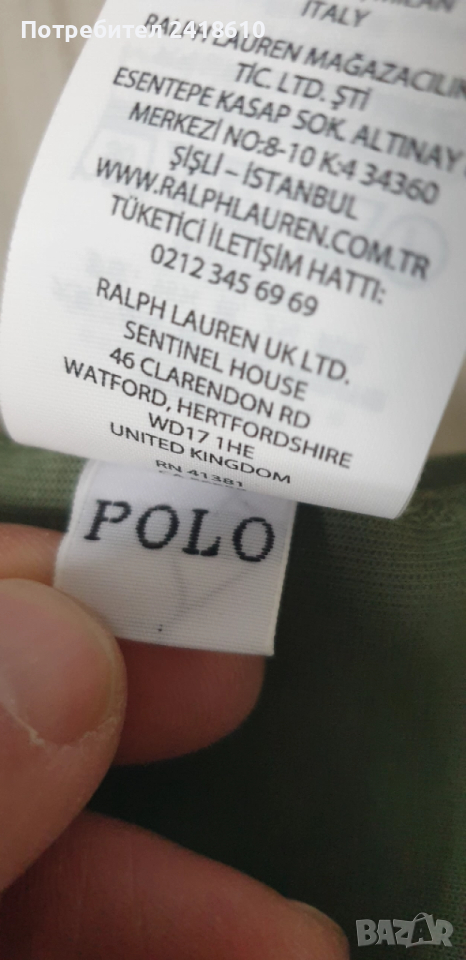 Потребител 2418610
ITALY
RALPH LAUREN MAĞAZACILIK
TİC. LTD. ŞTİ
ESENTEPE KASAP SOK. ALTINAY
MERKEZİ NO:8-10 K:4 34360
ŞİŞLİ – İSTANBUL
WWW.RALPHLAUREN.COM.TR
TÜKETİCİ İLETİŞİM HATTI:
0212 345 69 69
RALPH LAUREN UK LTD.
SENTINEL HOUSE
46 CLARENDON RD
WATFORD, HERTFORDSHIRE
WD17 1HE
UNITED KINGDOM
RN 41381
POLO
BAZAR